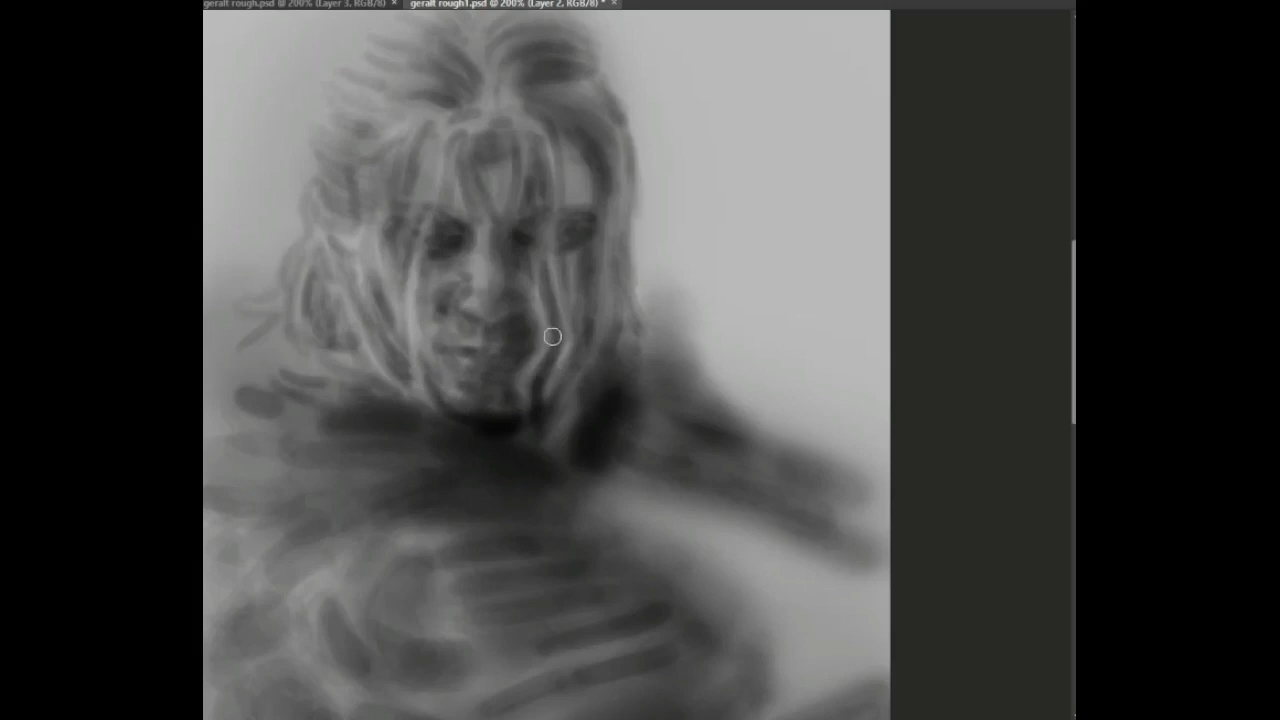 geralt rough.psd @ 200% (Layer 3, RGB/8) ×
geralt rough1.psd @ 200% (Layer 2, RGB/8) * ×